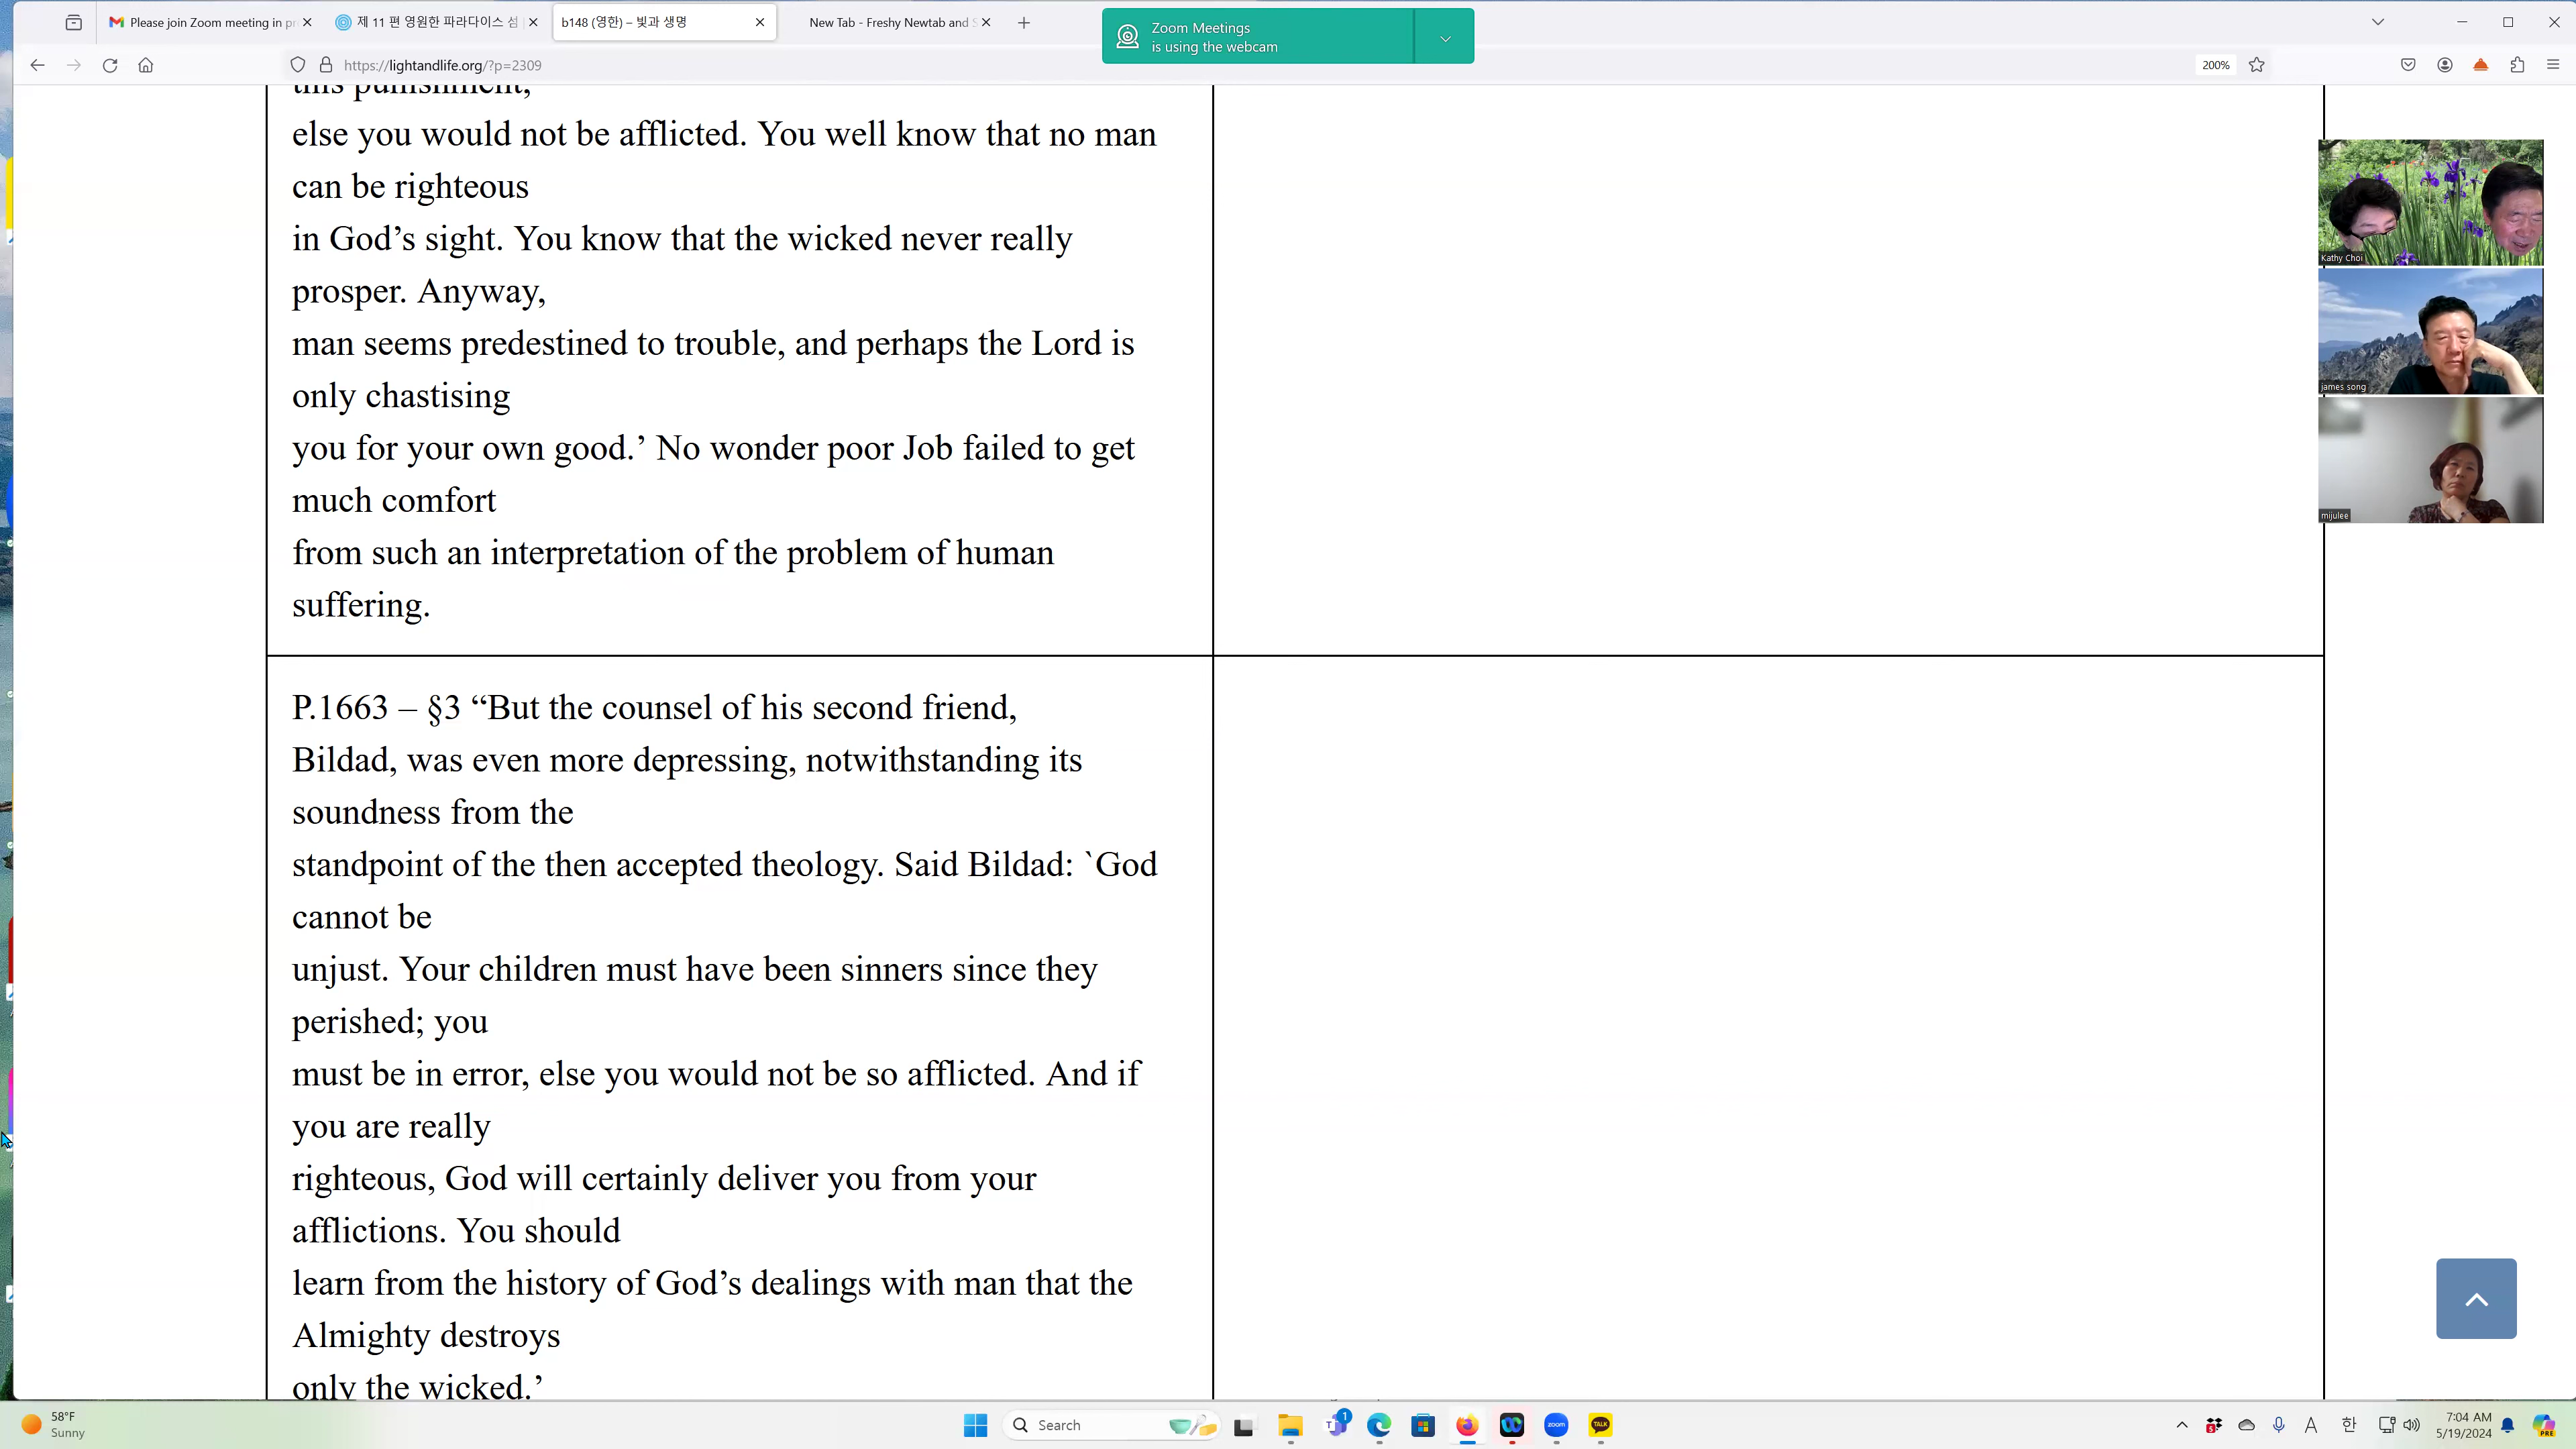 Please join Zoom meeting in pr
제 11 편 영원한 파라다이스 섬
b148 (영한) – 빛과 생명
New Tab - Freshy Newtab and S
Zoom Meetings
is using the webcam
https://lightandlife.org/?p=2309
200%
this punishment,
else you would not be afflicted. You well know that no man
can be righteous
in God’s sight. You know that the wicked never really
prosper. Anyway,
man seems predestined to trouble, and perhaps the Lord is
only chastising
you for your own good.’ No wonder poor Job failed to get
much comfort
from such an interpretation of the problem of human
suffering.
P.1663 – §3 “But the counsel of his second friend,
Bildad, was even more depressing, notwithstanding its
soundness from the
standpoint of the then accepted theology. Said Bildad: `God
cannot be
unjust. Your children must have been sinners since they
perished; you
must be in error, else you would not be so afflicted. And if
you are really
righteous, God will certainly deliver you from your
afflictions. You should
learn from the history of God’s dealings with man that the
Almighty destroys
only the wicked.’
Kathy Choi
james song
mijulee
58°F
Sunny
Search
1
zoom
TALK
5
A
한
7:04 AM
5/19/2024
PRE